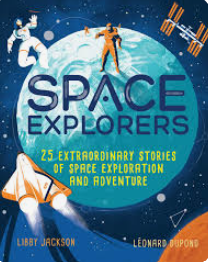 SPACE
EXPLORERS
25 EXTRAORDINARY STORIES
OF SPACE EXPLORATION
AND ADVENTURE
LIBBY JACKSON
LÉONARD DUPOND